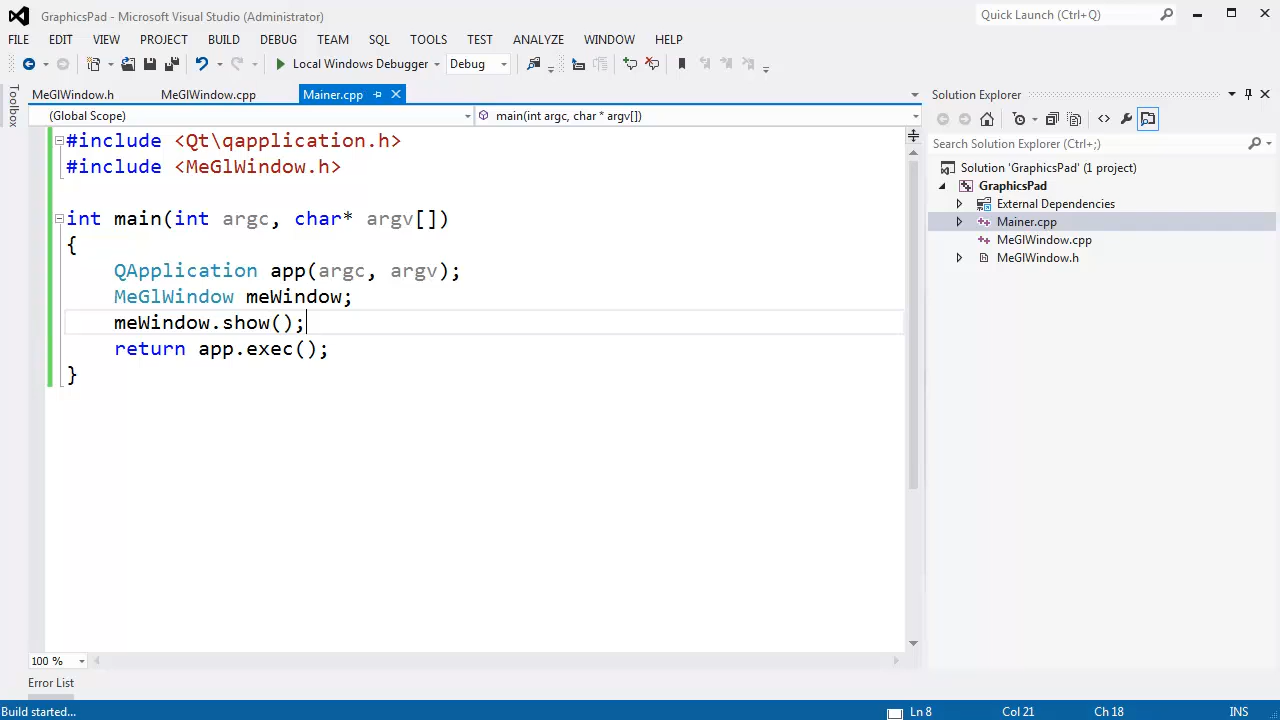 GraphicsPad - Microsoft Visual Studio (Administrator)
Quick Launch (Ctrl+Q)
FILE EDIT VIEW PROJECT BUILD DEBUG TEAM SQL TOOLS TEST ANALYZE WINDOW HELP
Local Windows Debugger Debug
Toolbox
MeGlWindow.h MeGlWindow.cpp Mainer.cpp
(Global Scope) main(int argc, char * argv[])
#include <Qt\qapplication.h>
#include <MeGlWindow.h>
int main(int argc, char* argv[])
{
QApplication app(argc, argv);
MeGlWindow meWindow;
meWindow.show();
return app.exec();
}
100 %
Solution Explorer
Search Solution Explorer (Ctrl+;)
Solution 'GraphicsPad' (1 project)
GraphicsPad
External Dependencies
Mainer.cpp
MeGlWindow.cpp
MeGlWindow.h
Error List
Build started... Ln 8 Col 21 Ch 18 INS